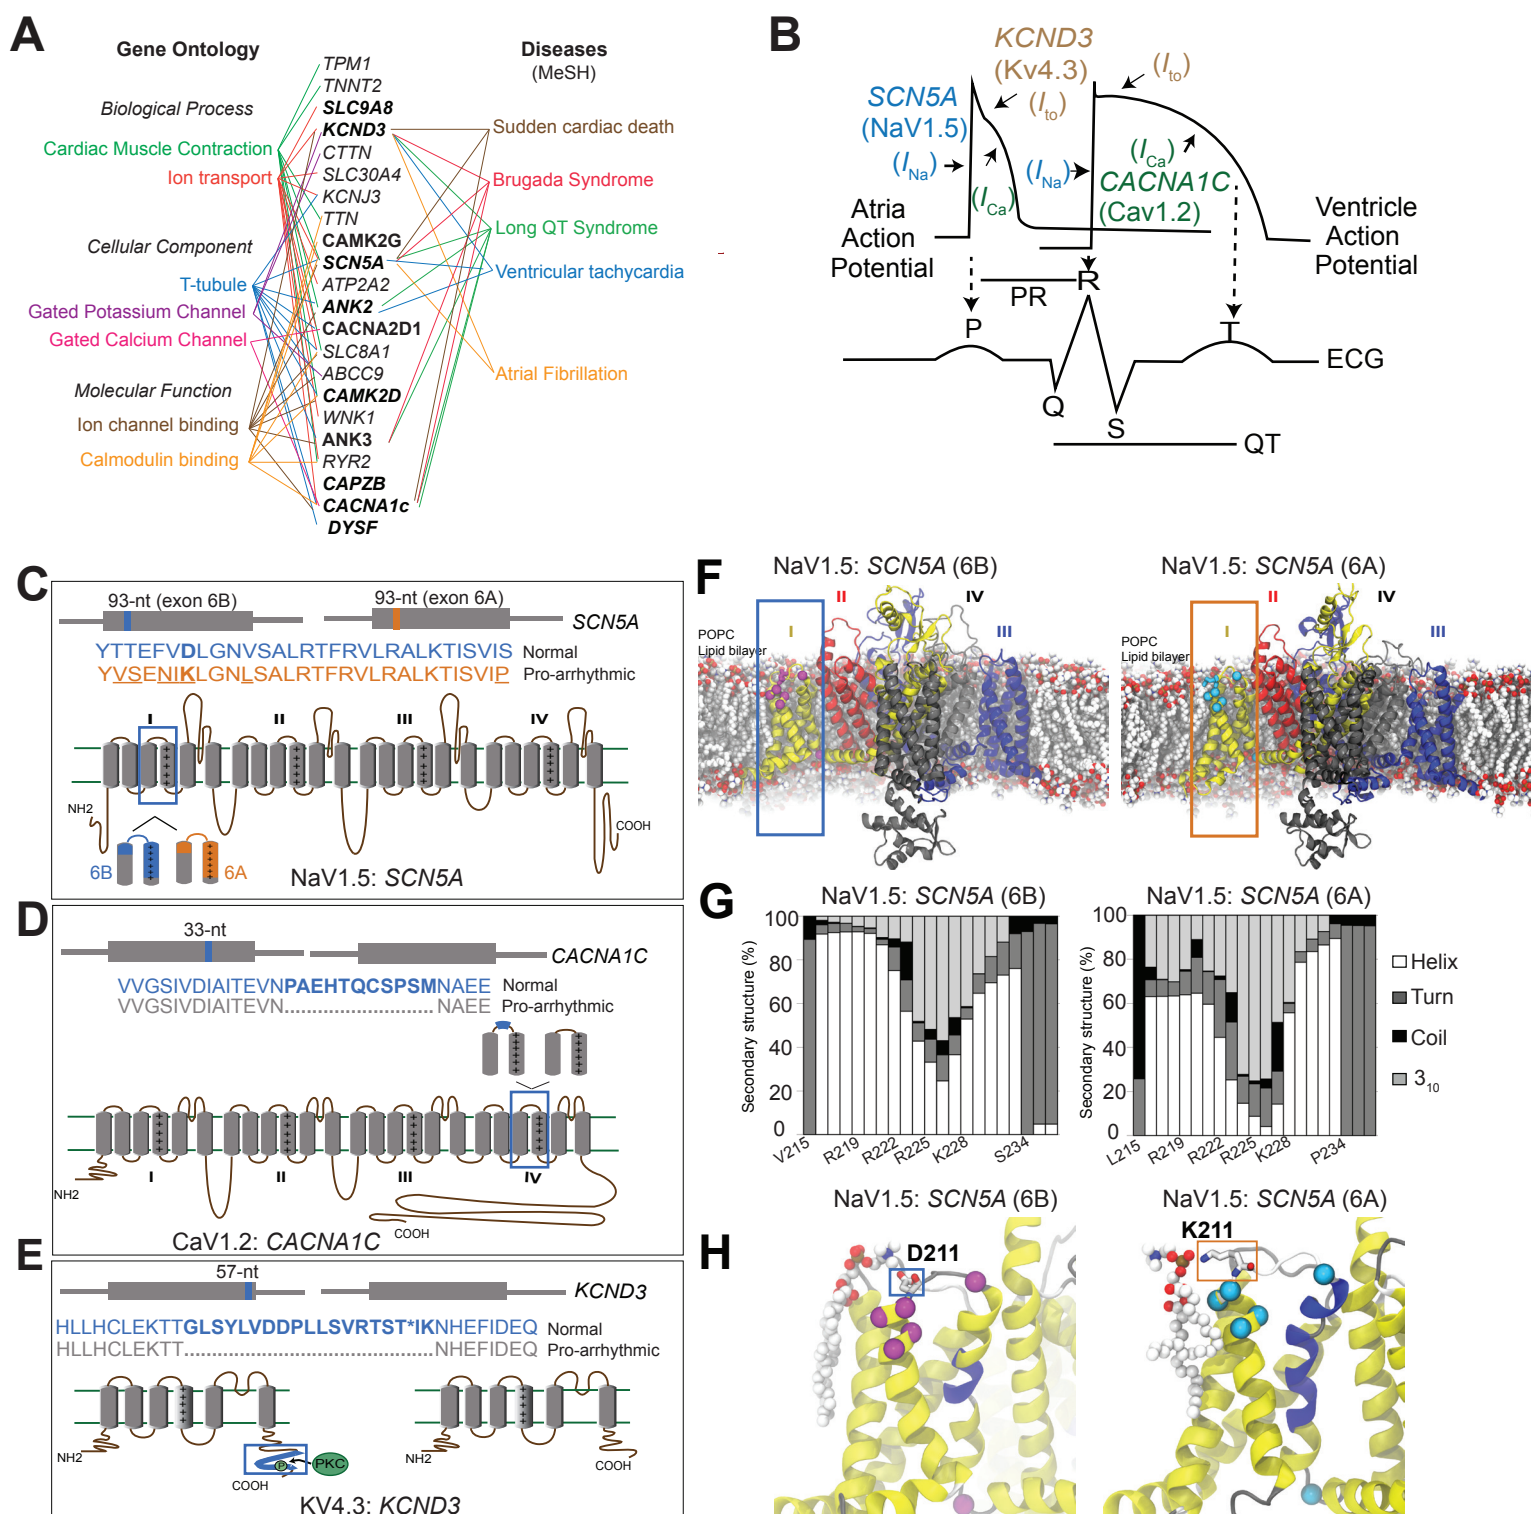 A
Gene Ontology
Diseases
(MeSH)
Biological Process
Cardiac Muscle Contraction
Ion transport
Cellular Component
T-tubule
Gated Potassium Channel
Gated Calcium Channel
Molecular Function
Ion channel binding
Calmodulin binding
TPM1
TNNT2
SLC9A8
KCND3
CTTN
SLC30A4
KCNJ3
TTN
CAMK2G
SCN5A
ATP2A2
ANK2
CACNA2D1
SLC8A1
ABCC9
CAMK2D
WNK1
ANK3
RYR2
CAPZB
CACNA1c
DYSF
Sudden cardiac death
Brugada Syndrome
Long QT Syndrome
Ventricular tachycardia
Atrial Fibrillation
B
KCND3
(Kv4.3)
(Ito)
(Ito)
SCN5A
(NaV1.5)
(INa)
(ICa)
(INa)
(ICa)
CACNA1C
(Cav1.2)
Atria
Action
Potential
Ventricle
Action
Potential
PR
R
P
T
ECG
Q
S
QT
C
93-nt (exon 6B)
93-nt (exon 6A)
SCN5A
YTTEFVDLGNVSALRTFRVLRALKTISVIS Normal
YVSENIKLGNLSALRTFRVLRALKTISVIP Pro-arrhythmic
I
II
III
IV
+ + + + + +
+ + + + + +
+ + + + + +
+ + + + + +
NH2
COOH
6B
6A
NaV1.5: SCN5A
D
33-nt
CACNA1C
VVGSIVDIAITEVNPAEHTQCSPSMNAEE Normal
VVGSIVDIAITEVN........................... NAEE Pro-arrhythmic
I
II
III
IV
NH2
COOH
CaV1.2: CACNA1C
E
57-nt
KCND3
HLLHCLEKTTGLSYLVDDPLLSVRTST*IKNHEFIDEQ Normal
HLLHCLEKTT.............................................NHEFIDEQ Pro-arrhythmic
NH2
COOH
P
PKC
NH2
COOH
KV4.3: KCND3
F
NaV1.5: SCN5A (6B)
I
II
IV
III
POPC
Lipid bilayer
NaV1.5: SCN5A (6A)
I
II
IV
III
POPC
Lipid bilayer
G
NaV1.5: SCN5A (6B)
Secondary structure (%)
100
80
60
40
20
0
V215
R219
R222
R225
K228
S234
NaV1.5: SCN5A (6A)
Secondary structure (%)
100
80
60
40
20
0
L215
R219
R222
R225
K228
P234
Helix
Turn
Coil
310
H
NaV1.5: SCN5A (6B)
D211
NaV1.5: SCN5A (6A)
K211